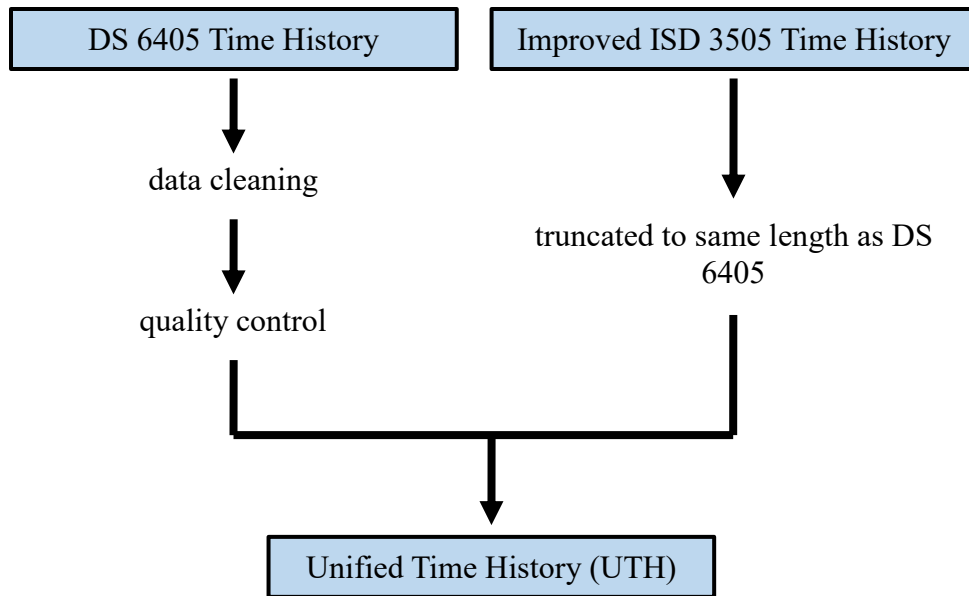 DS 6405 Time History
Improved ISD 3505 Time History
data cleaning
quality control
truncated to same length as DS
6405
Unified Time History (UTH)